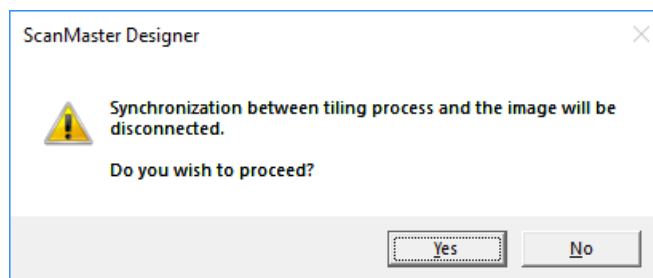 ScanMaster Designer
Synchronization between tiling process and the image will be
disconnected.
Do you wish to proceed?
Yes
No